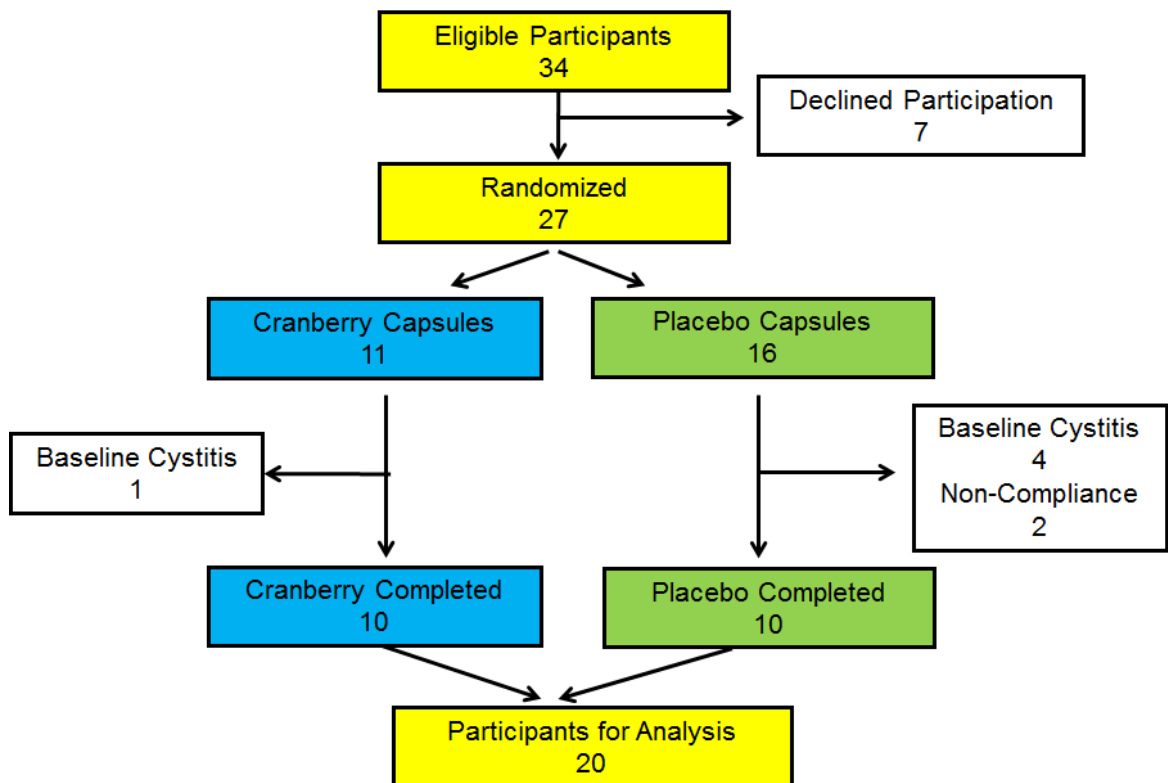 Eligible Participants
34
Declined Participation
7
Randomized
27
Cranberry Capsules
11
Placebo Capsules
16
Baseline Cystitis
1
Baseline Cystitis
4
Non-Compliance
2
Cranberry Completed
10
Placebo Completed
10
Participants for Analysis
20